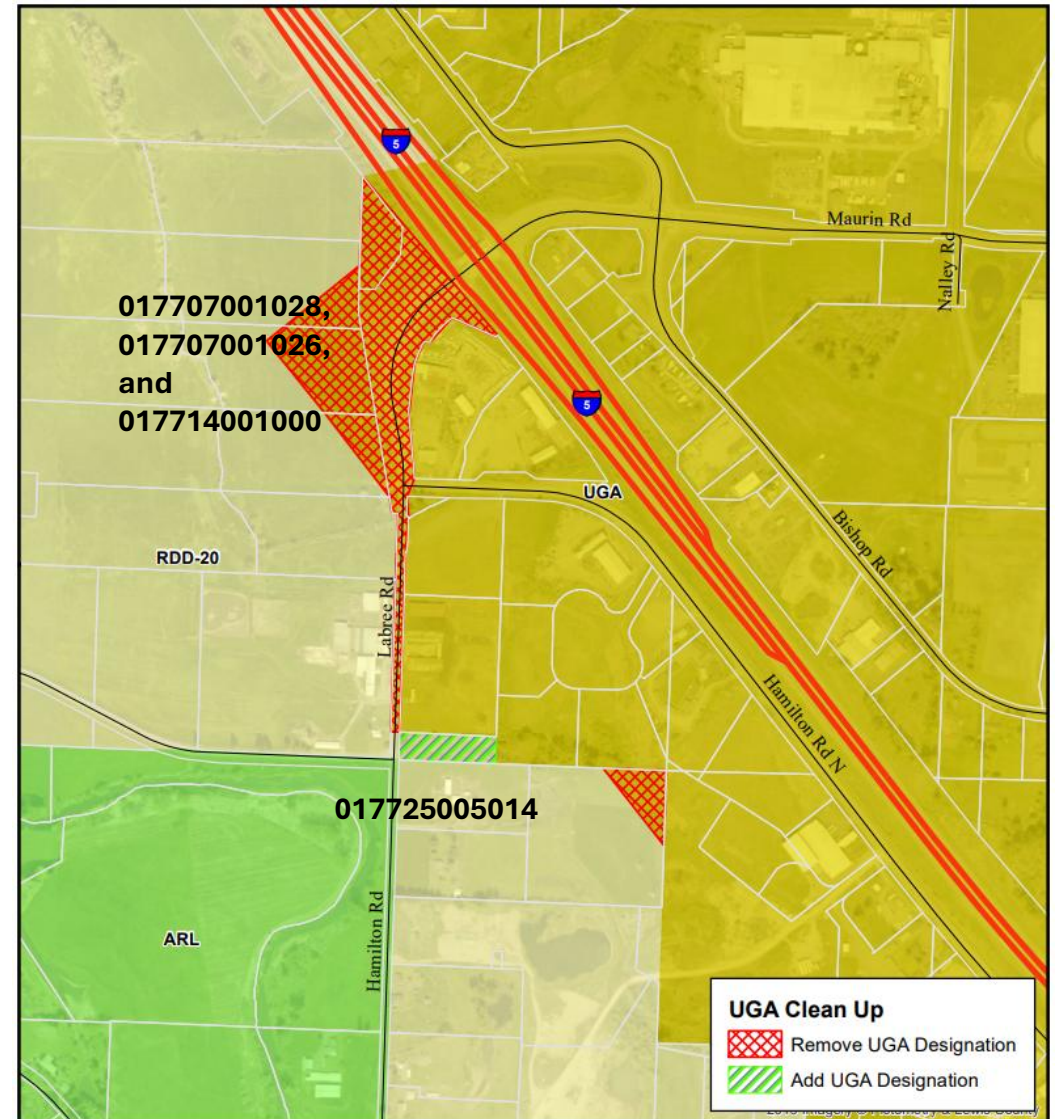 5
Maurin Rd
Nalley Rd
017707001028,
017707001026,
and
017714001000
5
UGA
Bishop Rd
RDD-20
Labree Rd
Hamilton Rd N
017725005014
ARL
Hamilton Rd
UGA Clean Up
Remove UGA Designation
Add UGA Designation